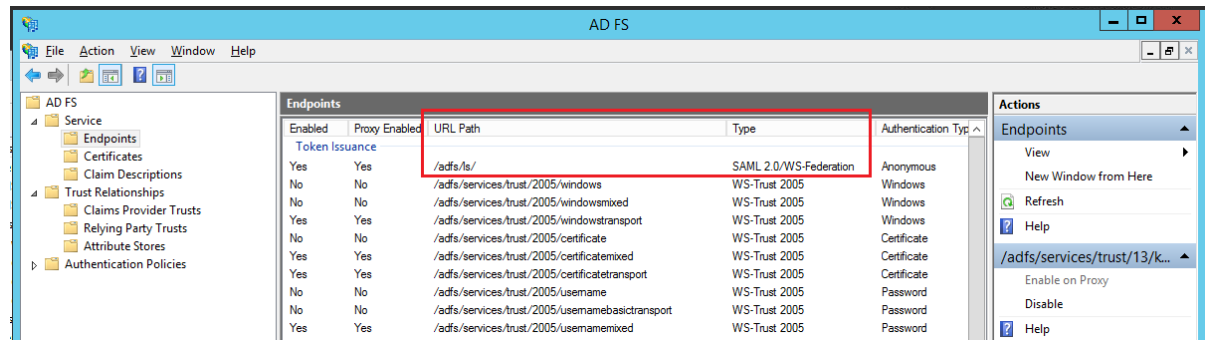 AD FS
File Action View Window Help
AD FS
Service
Endpoints
Certificates
Claim Descriptions
Trust Relationships
Claims Provider Trusts
Relying Party Trusts
Attribute Stores
Authentication Policies
Endpoints
Enabled Proxy Enabled URL Path Type Authentication Typ
Token Issuance
Yes Yes /adfs/ls/ SAML 2.0/WS-Federation Anonymous
No No /adfs/services/trust/2005/windows WS-Trust 2005 Windows
No No /adfs/services/trust/2005/windowsmixed WS-Trust 2005 Windows
Yes Yes /adfs/services/trust/2005/windowstransport WS-Trust 2005 Windows
No No /adfs/services/trust/2005/certificate WS-Trust 2005 Certificate
Yes Yes /adfs/services/trust/2005/certificatemixed WS-Trust 2005 Certificate
Yes Yes /adfs/services/trust/2005/certificatetransport WS-Trust 2005 Certificate
No No /adfs/services/trust/2005/username WS-Trust 2005 Password
No No /adfs/services/trust/2005/usernamebasictransport WS-Trust 2005 Password
Yes Yes /adfs/services/trust/2005/usernamemixed WS-Trust 2005 Password
Actions
Endpoints
View
New Window from Here
Refresh
Help
/adfs/services/trust/13/k...
Enable on Proxy
Disable
Help